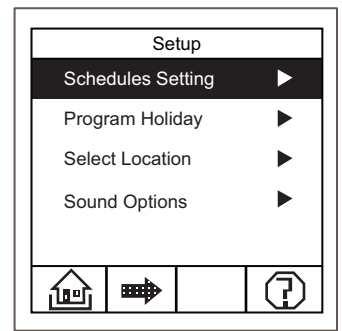 Setup
Schedules Setting ▶
Program Holiday ▶
Select Location ▶
Sound Options ▶
?